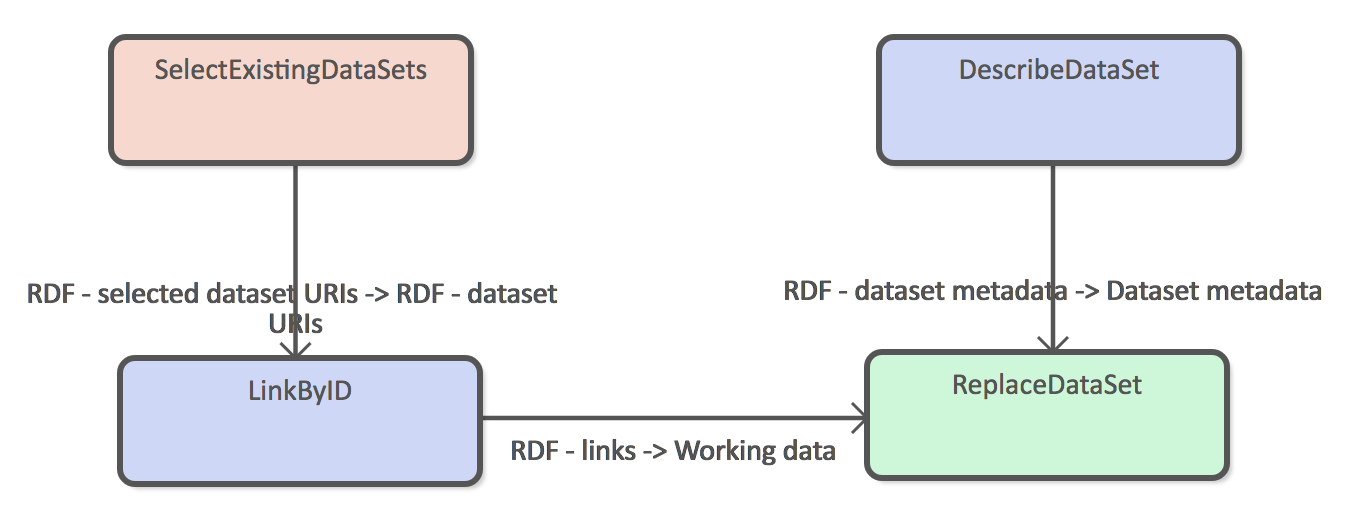 SelectExistingDataSets
DescribeDataSet
RDF - selected dataset URIs -> RDF - dataset
URIs
RDF - dataset metadata -> Dataset metadata
LinkByID
ReplaceDataSet
RDF - links -> Working data